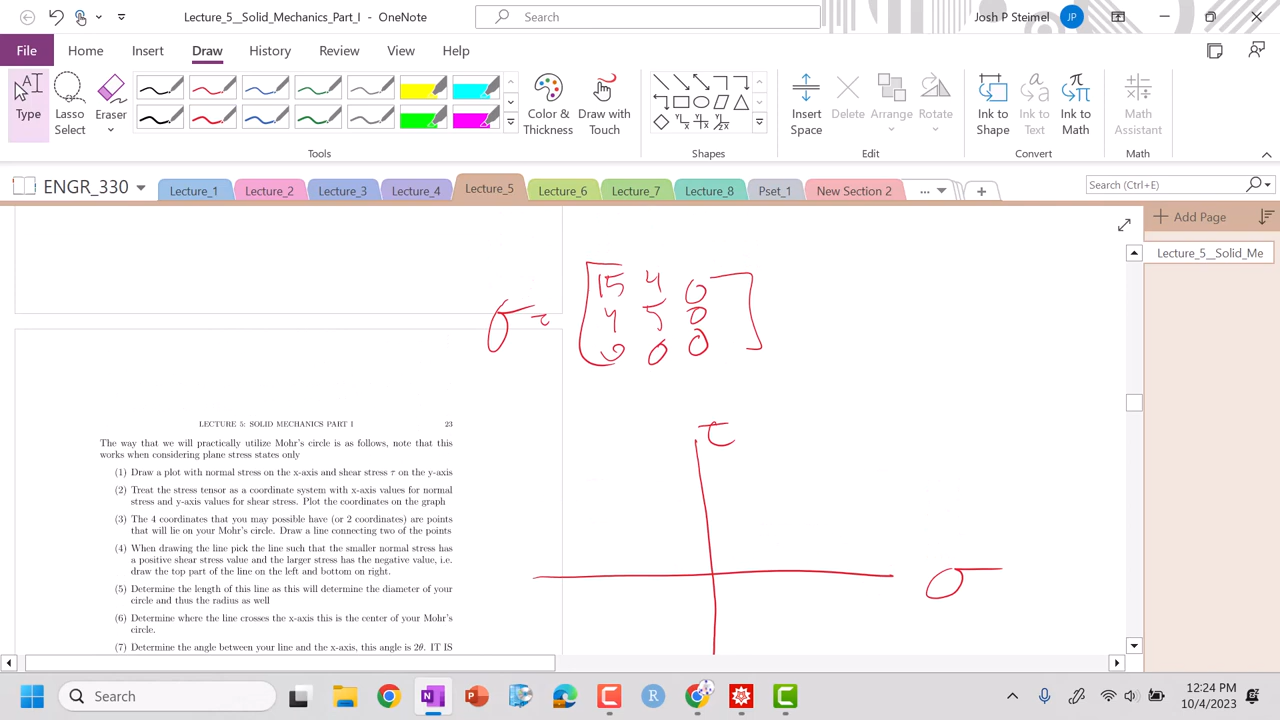 Lecture_5__Solid_Mechanics_Part_I - OneNote
Search
Josh P Steimel
JP
File
Home
Insert
Draw
History
Review
View
Help
Type
Lasso
Select
Eraser
Color &
Thickness
Draw with
Touch
Insert
Space
Delete
Arrange
Rotate
Ink to
Shape
Ink to
Text
Ink to
Math
Math
Assistant
Tools
Shapes
Edit
Convert
Math
ENGR_330
Lecture_1
Lecture_2
Lecture_3
Lecture_4
Lecture_5
Lecture_6
Lecture_7
Lecture_8
Pset_1
New Section 2
...
Search (Ctrl+E)
Add Page
Lecture_5__Solid_Me
σ =
15 4 0
4 5 0
0 0 0
τ
σ
LECTURE 5: SOLID MECHANICS PART I 23
The way that we will practically utilize Mohr's circle is as follows, note that this
works when considering plane stress states only
(1) Draw a plot with normal stress on the x-axis and shear stress τ on the y-axis
(2) Treat the stress tensor as a coordinate system with x-axis values for normal
stress and y-axis values for shear stress. Plot the coordinates on the graph
(3) The 4 coordinates that you may possible have (or 2 coordinates) are points
that will lie on your Mohr's circle. Draw a line connecting two of the points
(4) When drawing the line pick the line such that the smaller normal stress has
a positive shear stress value and the larger stress has the negative value, i.e.
draw the top part of the line on the left and bottom on right.
(5) Determine the length of this line as this will determine the diameter of your
circle and thus the radius as well
(6) Determine where the line crosses the x-axis this is the center of your Mohr's
circle.
(7) Determine the angle between your line and the x-axis, this angle is 2θ. IT IS
Search
12:24 PM
10/4/2023